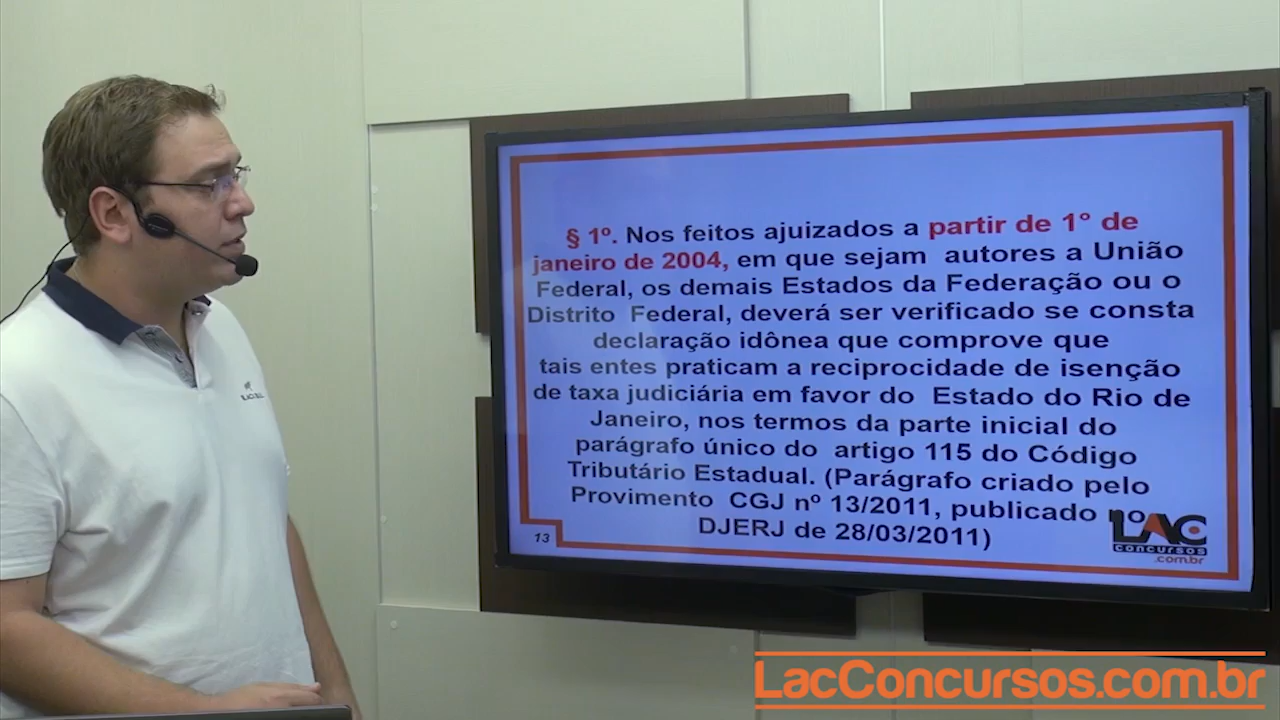 § 1º. Nos feitos ajuizados a partir de 1° de
janeiro de 2004, em que sejam autores a União
Federal, os demais Estados da Federação ou o
Distrito Federal, deverá ser verificado se consta
declaração idônea que comprove que
tais entes praticam a reciprocidade de isenção
de taxa judiciária em favor do Estado do Rio de
Janeiro, nos termos da parte inicial do
parágrafo único do artigo 115 do Código
Tributário Estadual. (Parágrafo criado pelo
Provimento CGJ nº 13/2011, publicado no
DJERJ de 28/03/2011)
13
LAC
concursos
.com.br
LacConcursos.com.br